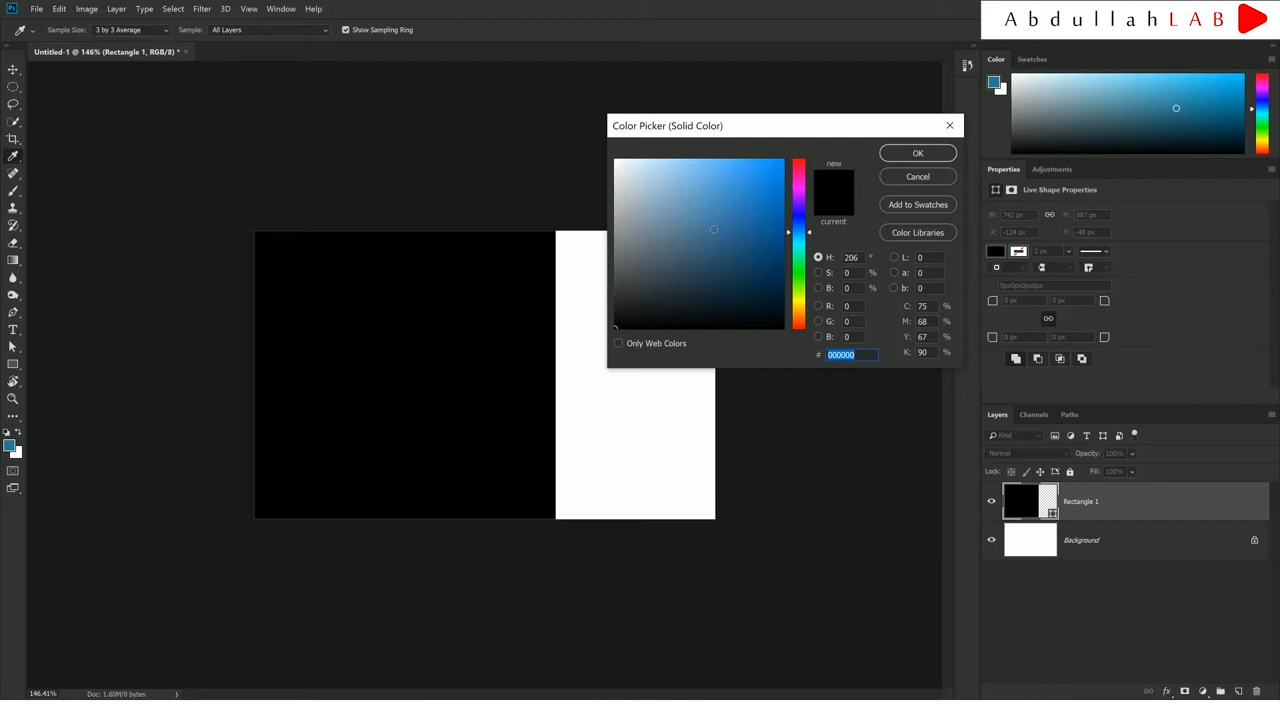 Ps File Edit Image Layer Type Select Filter 3D View Window Help
AbdullahLAB
Sample Size: 3 by 3 Average Sample: All Layers Show Sampling Ring
Untitled-1 @ 146% (Rectangle 1, RGB/8) * ×
Color Swatches
Color Picker (Solid Color)
new
current
OK
Cancel
Add to Swatches
Color Libraries
H: 206 °
S: 0 %
B: 0 %
R: 0
G: 0
B: 0
# 000000
L: 0
a: 0
b: 0
C: 75 %
M: 68 %
Y: 67 %
K: 90 %
Only Web Colors
Properties Adjustments
Live Shape Properties
W: 742 px H: 667 px
X: -124 px Y: -48 px
2 px
0px0px0px0px
0 px 0 px
0 px 0 px
Layers Channels Paths
Kind
Normal Opacity: 100%
Lock: Fill: 100%
Rectangle 1
Background
fx
146.41% Doc: 1.60M/0 bytes